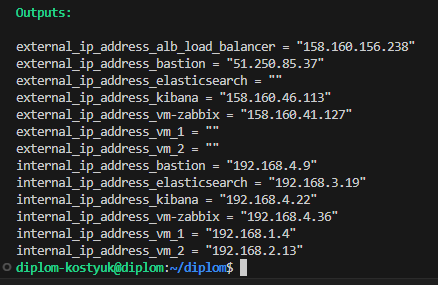 Outputs:
external_ip_address_alb_load_balancer = "158.160.156.238"
external_ip_address_bastion = "51.250.85.37"
external_ip_address_elasticsearch = ""
external_ip_address_kibana = "158.160.46.113"
external_ip_address_vm-zabbix = "158.160.41.127"
external_ip_address_vm_1 = ""
external_ip_address_vm_2 = ""
internal_ip_address_bastion = "192.168.4.9"
internal_ip_address_elasticsearch = "192.168.3.19"
internal_ip_address_kibana = "192.168.4.22"
internal_ip_address_vm-zabbix = "192.168.4.36"
internal_ip_address_vm_1 = "192.168.1.4"
internal_ip_address_vm_2 = "192.168.2.13"
diplom-kostyuk@diplom:~/diplom$